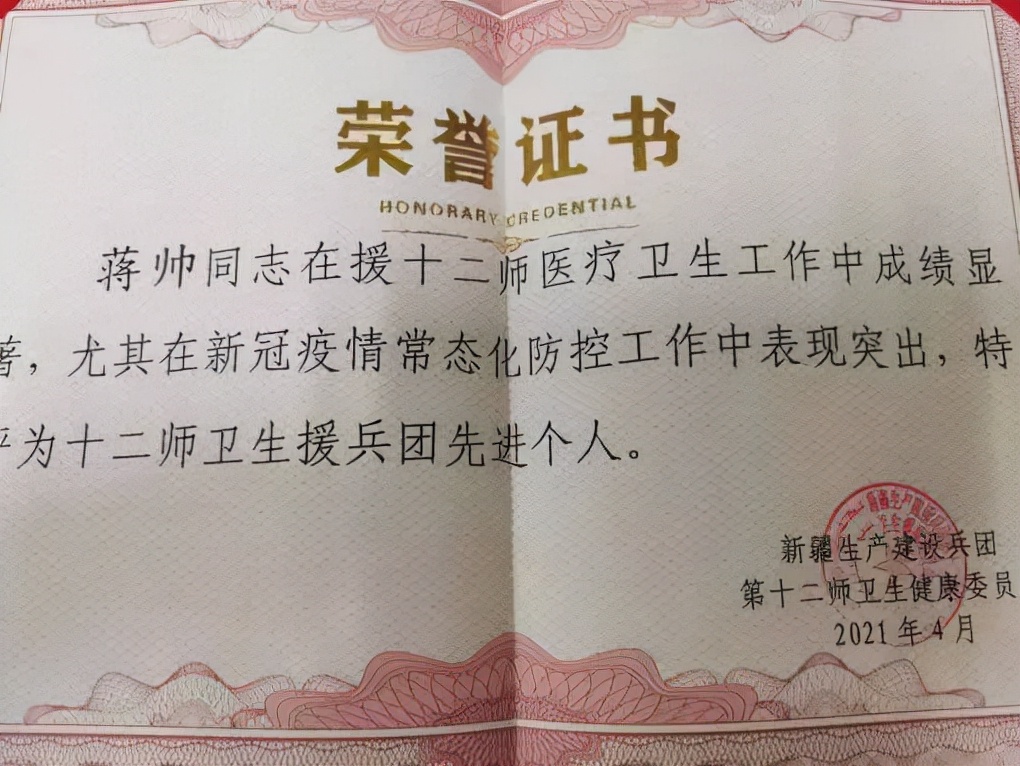 荣誉证书
HONORARY CREDENTIAL
蒋帅同志在援十二师医疗卫生工作中成绩显
著，尤其在新冠疫情常态化防控工作中表现突出，特
评为十二师卫生援兵团先进个人。
新疆生产建设兵团
第十二师卫生健康委员
2021年4月